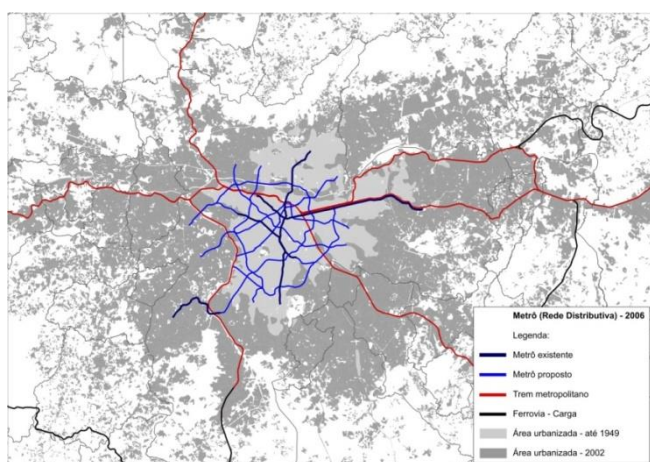 Metrô (Rede Distributiva) - 2006
Legenda:
Metrô existente
Metrô proposto
Trem metropolitano
Ferrovia - Carga
Área urbanizada - até 1949
Área urbanizada - 2002